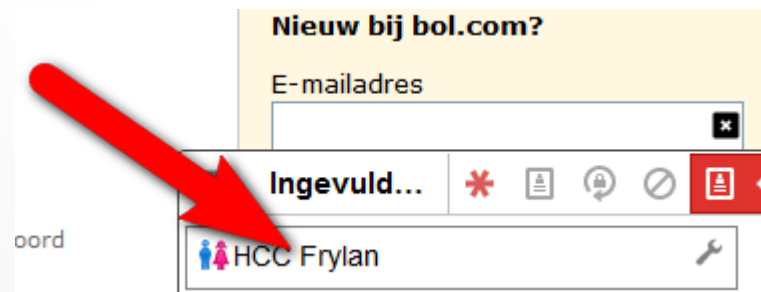 Nieuw bij bol.com?
E-mailadres
Ingevuld...
oord
HCC Frylan